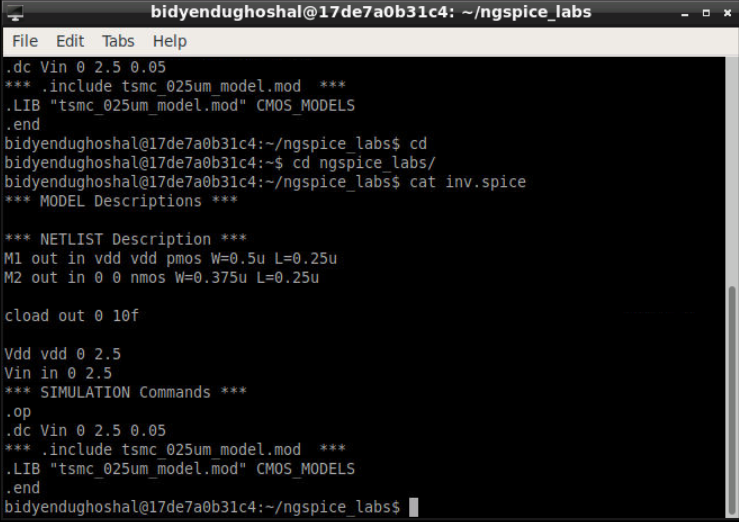 bidyendughoshal@17de7a0b31c4: ~/ngspice_labs
File Edit Tabs Help
.dc Vin 0 2.5 0.05
*** .include tsmc_025um_model.mod  ***
.LIB "tsmc_025um_model.mod" CMOS_MODELS
.end
bidyendughoshal@17de7a0b31c4:~/ngspice_labs$ cd
bidyendughoshal@17de7a0b31c4:~$ cd ngspice_labs/
bidyendughoshal@17de7a0b31c4:~/ngspice_labs$ cat inv.spice
*** MODEL Descriptions ***
*** NETLIST Description ***
M1 out in vdd vdd pmos W=0.5u L=0.25u
M2 out in 0 0 nmos W=0.375u L=0.25u
cload out 0 10f
Vdd vdd 0 2.5
Vin in 0 2.5
*** SIMULATION Commands ***
.op
.dc Vin 0 2.5 0.05
*** .include tsmc_025um_model.mod  ***
.LIB "tsmc_025um_model.mod" CMOS_MODELS
.end
bidyendughoshal@17de7a0b31c4:~/ngspice_labs$